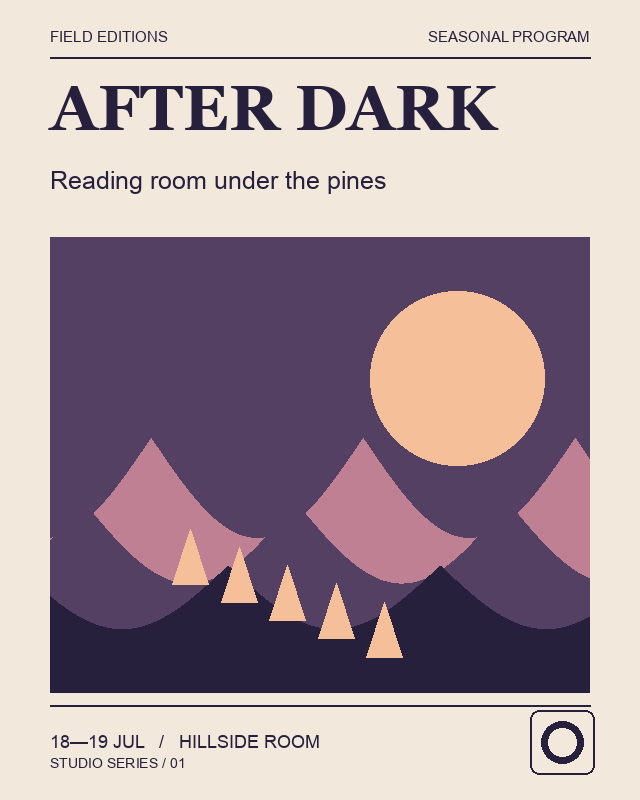 FIELD EDITIONS
SEASONAL PROGRAM
AFTER DARK
Reading room under the pines
18—19 JUL / HILLSIDE ROOM
STUDIO SERIES / 01